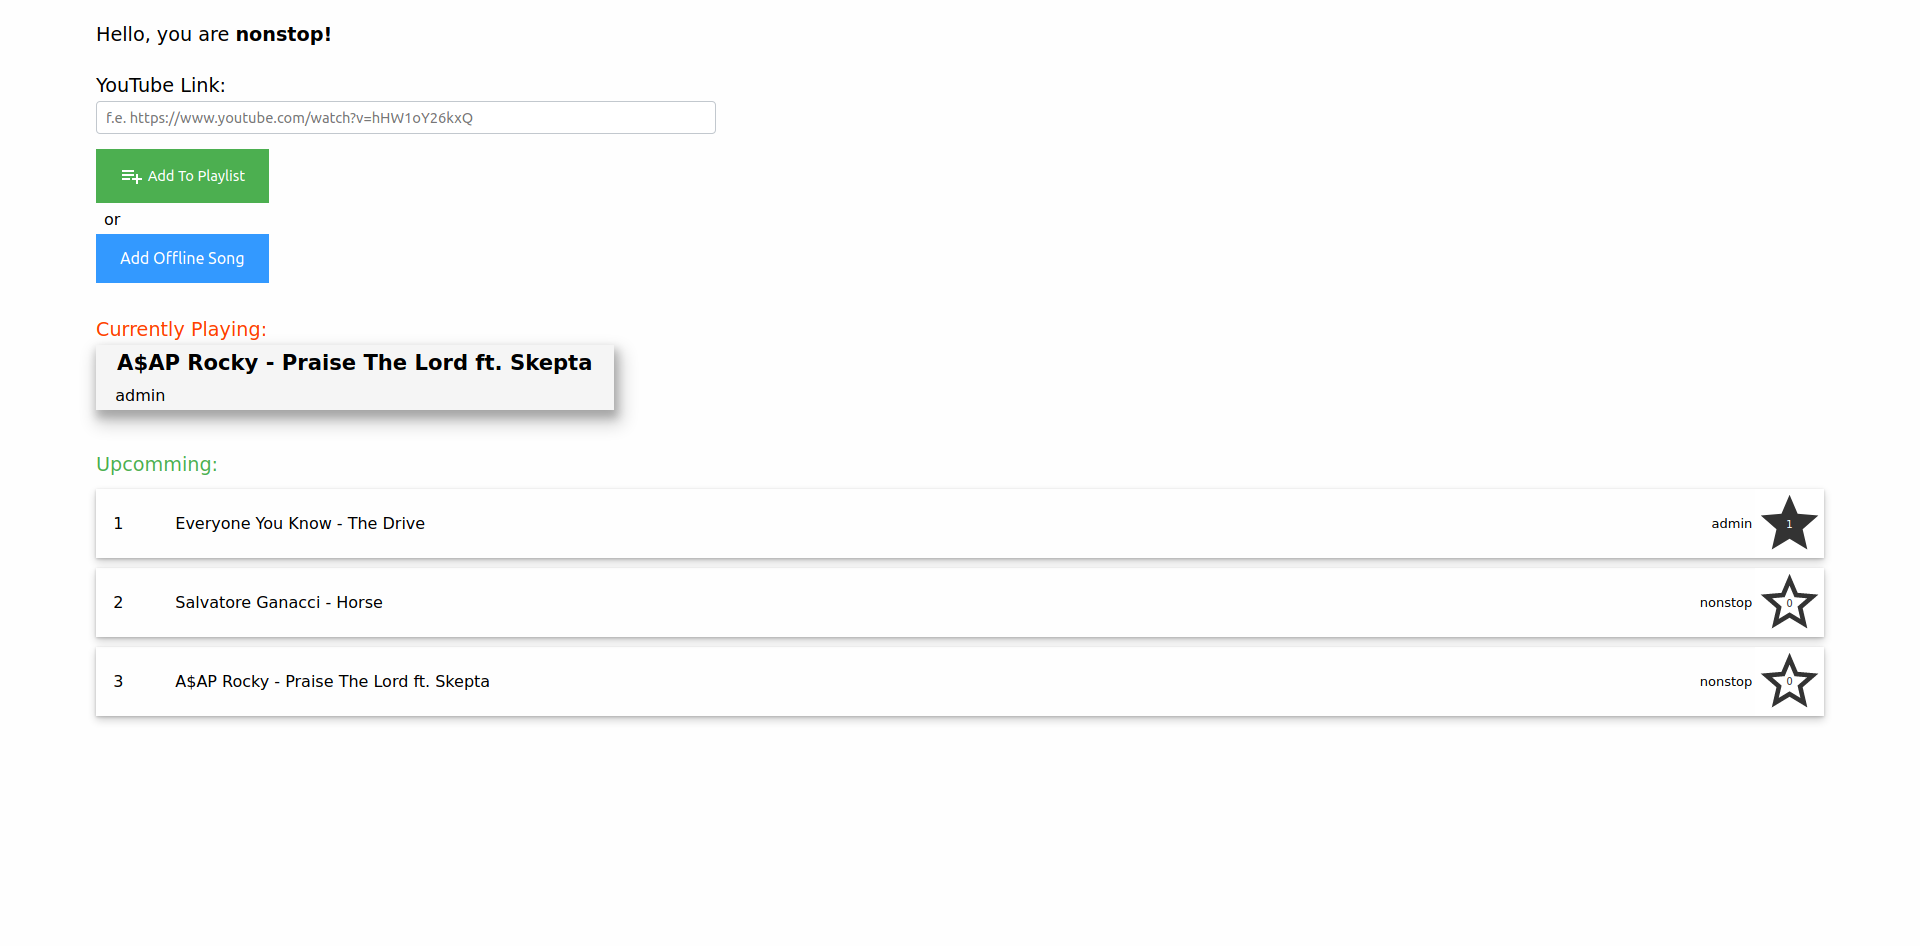 Hello, you are nonstop!
YouTube Link:
f.e. https://www.youtube.com/watch?v=hHW1oY26kxQ
Add To Playlist
or
Add Offline Song
Currently Playing:
A$AP Rocky - Praise The Lord ft. Skepta
admin
Upcomming:
1 Everyone You Know - The Drive admin 1
2 Salvatore Ganacci - Horse nonstop 0
3 A$AP Rocky - Praise The Lord ft. Skepta nonstop 0